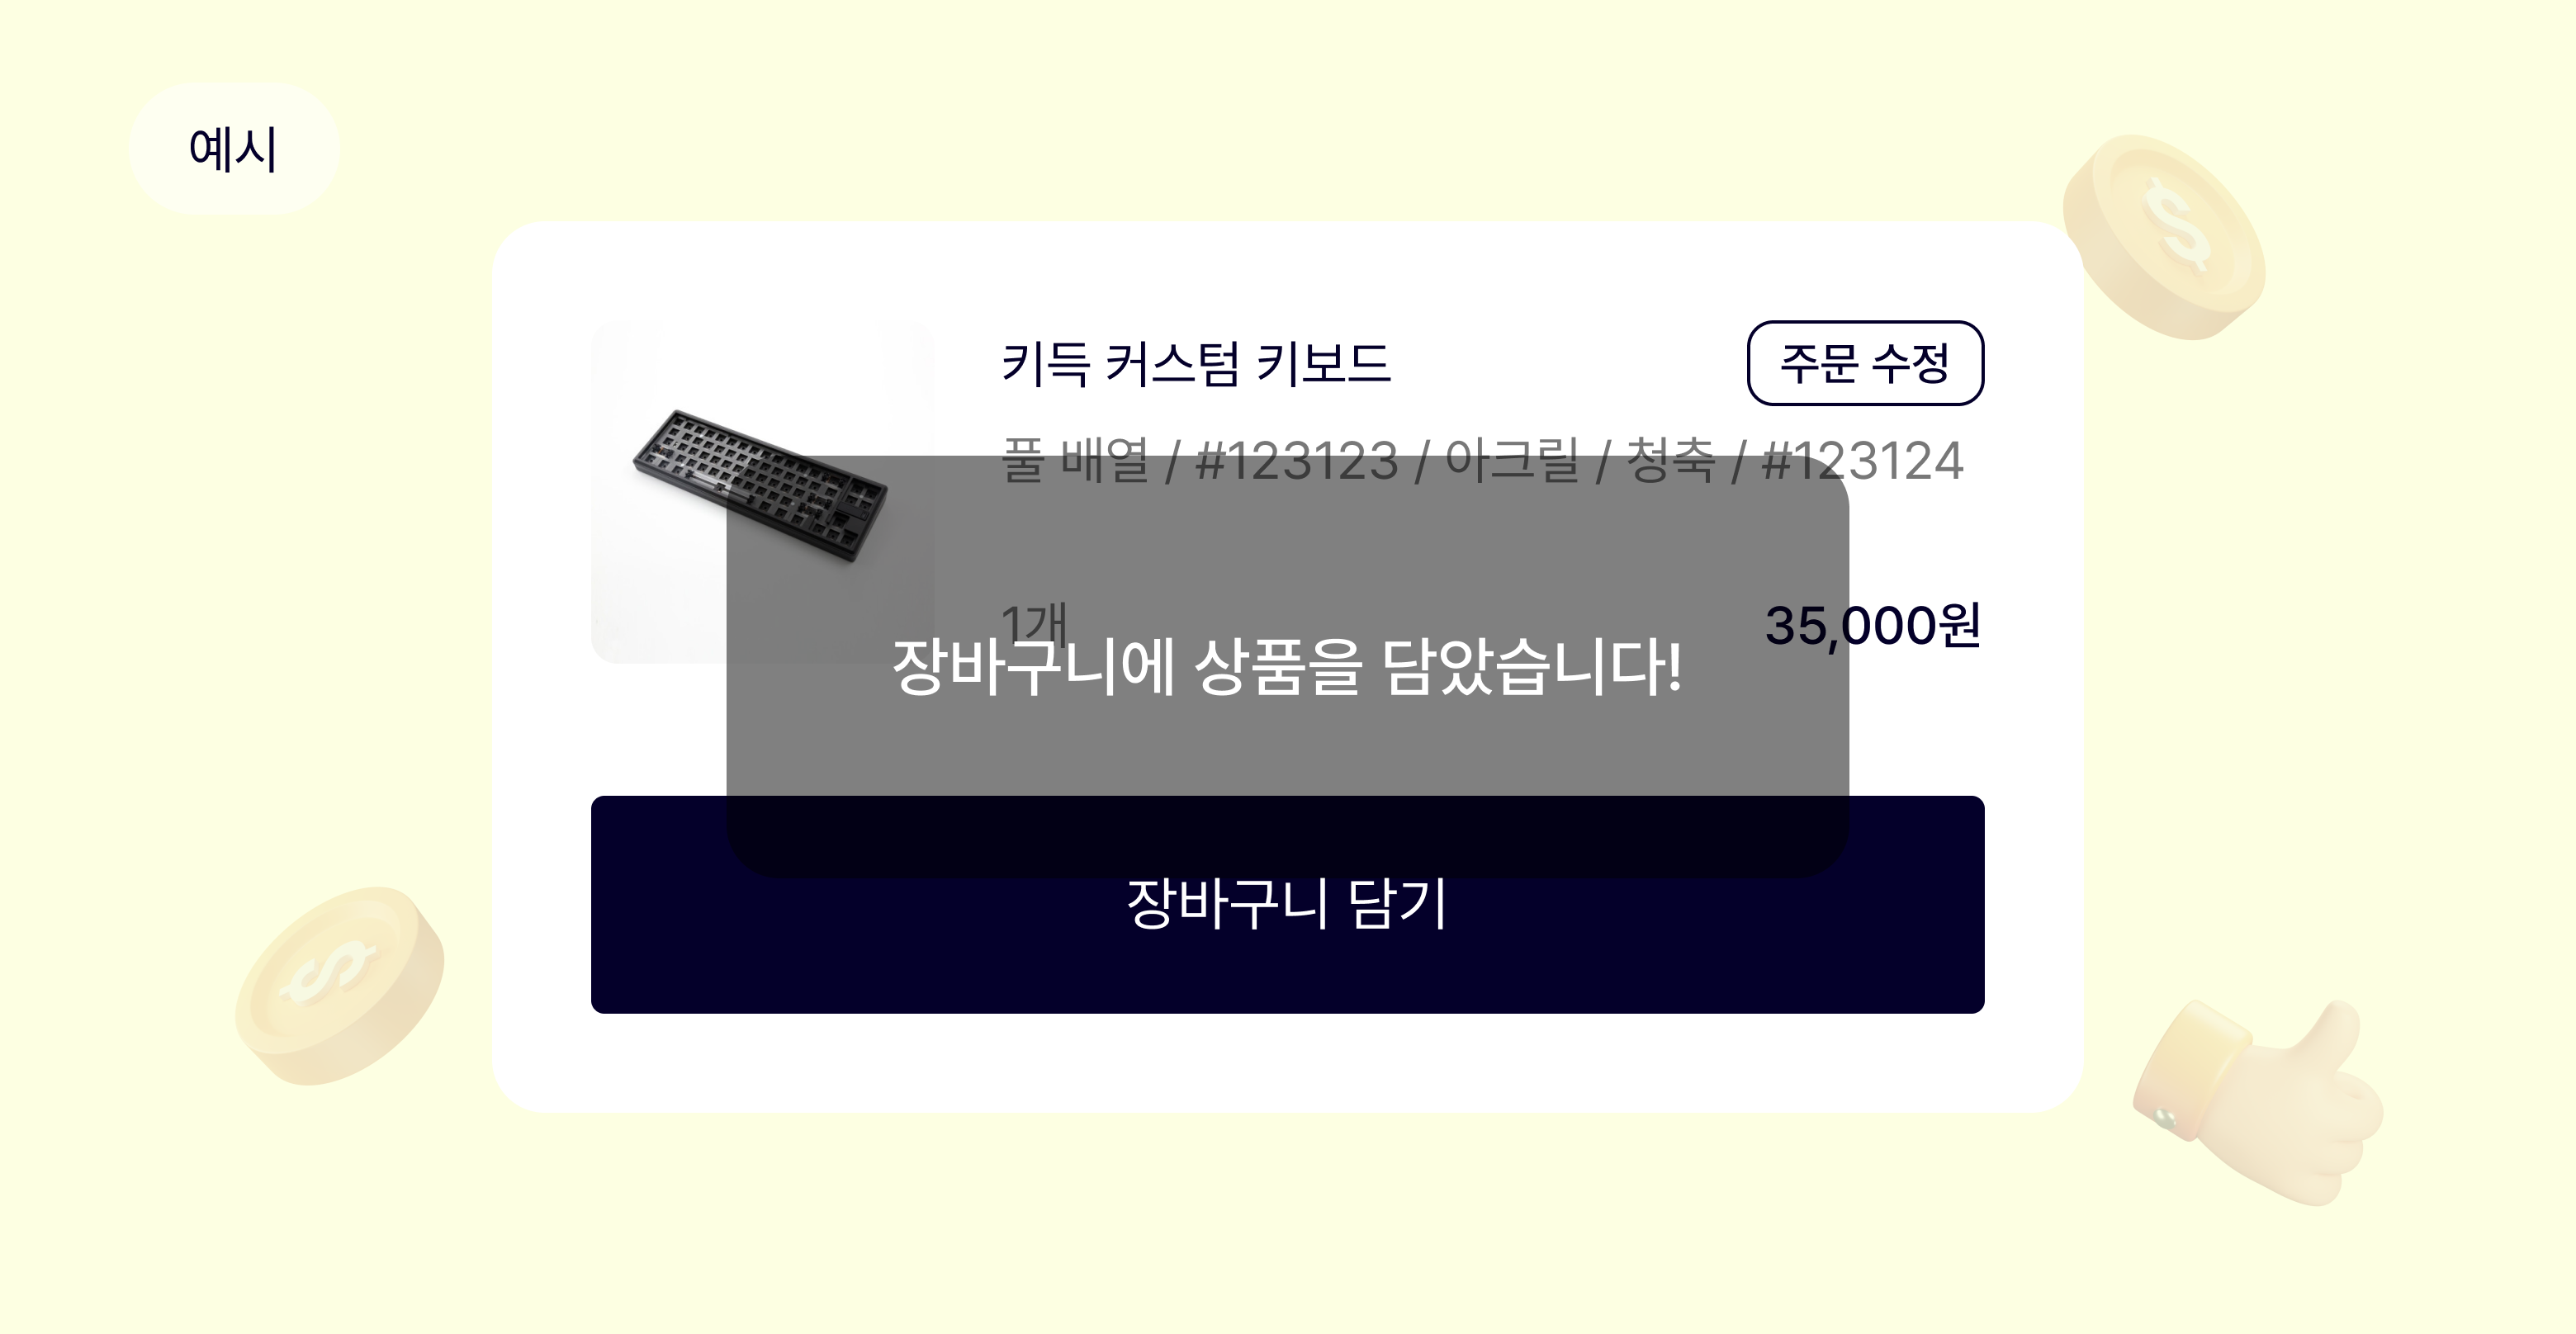 예시
키득 커스텀 키보드
주문 수정
풀 배열 / #123123 / 아크릴 / 청축 / #123124
1개
35,000원
장바구니에 상품을 담았습니다!
장바구니 담기